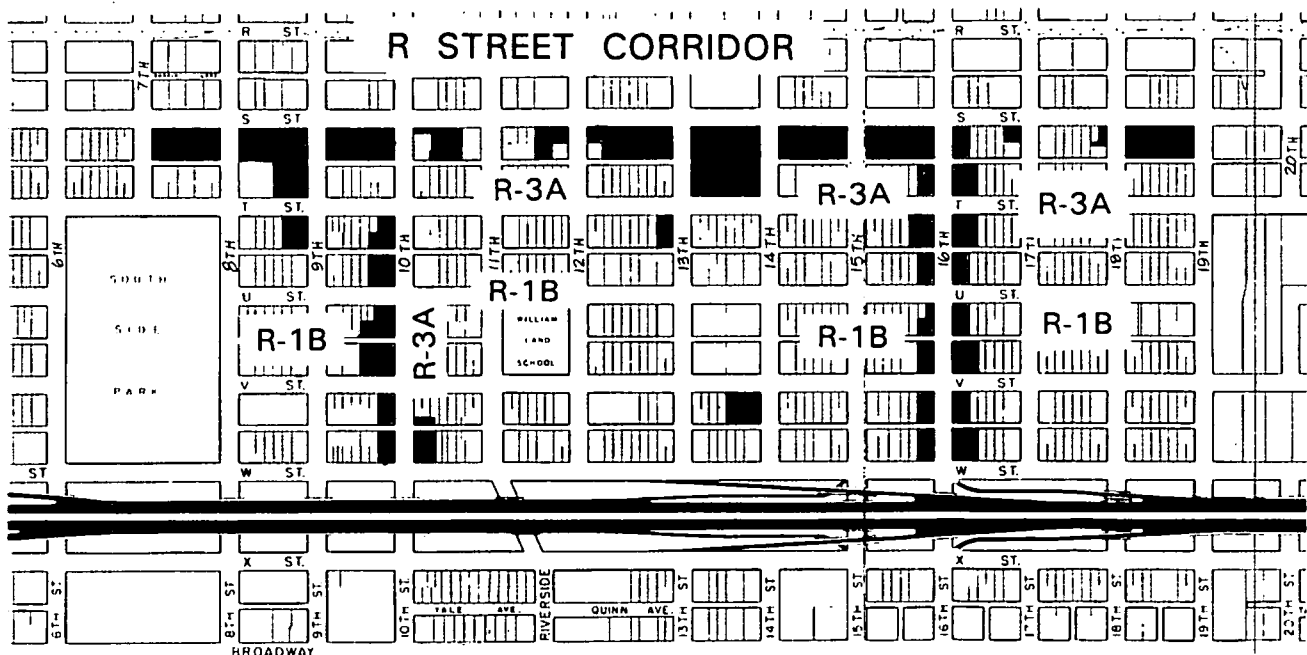 R ST.
R ST.
R STREET CORRIDOR
7TH
S ST
S ST.
20TH
R-3A
R-3A
R-3A
T ST.
T ST.
6TH
8TH
9TH
10TH
11TH
12TH
13TH
14TH
15TH
16TH
17TH
18TH
19TH
SOUTH
SIDE
PARK
U ST.
U ST.
R-1B
R-3A
R-1B
WILLIAM
LAND
SCHOOL
R-1B
R-1B
V ST.
V ST
ST
W ST.
W ST.
X ST.
X ST.
6TH ST
8TH ST
9TH ST
10TH ST.
YALE AVE.
RIVERSIDE
QUINN AVE.
13TH ST
14TH ST
15TH ST.
16TH ST.
17TH ST.
18TH ST.
19TH ST.
20TH ST.
BROADWAY